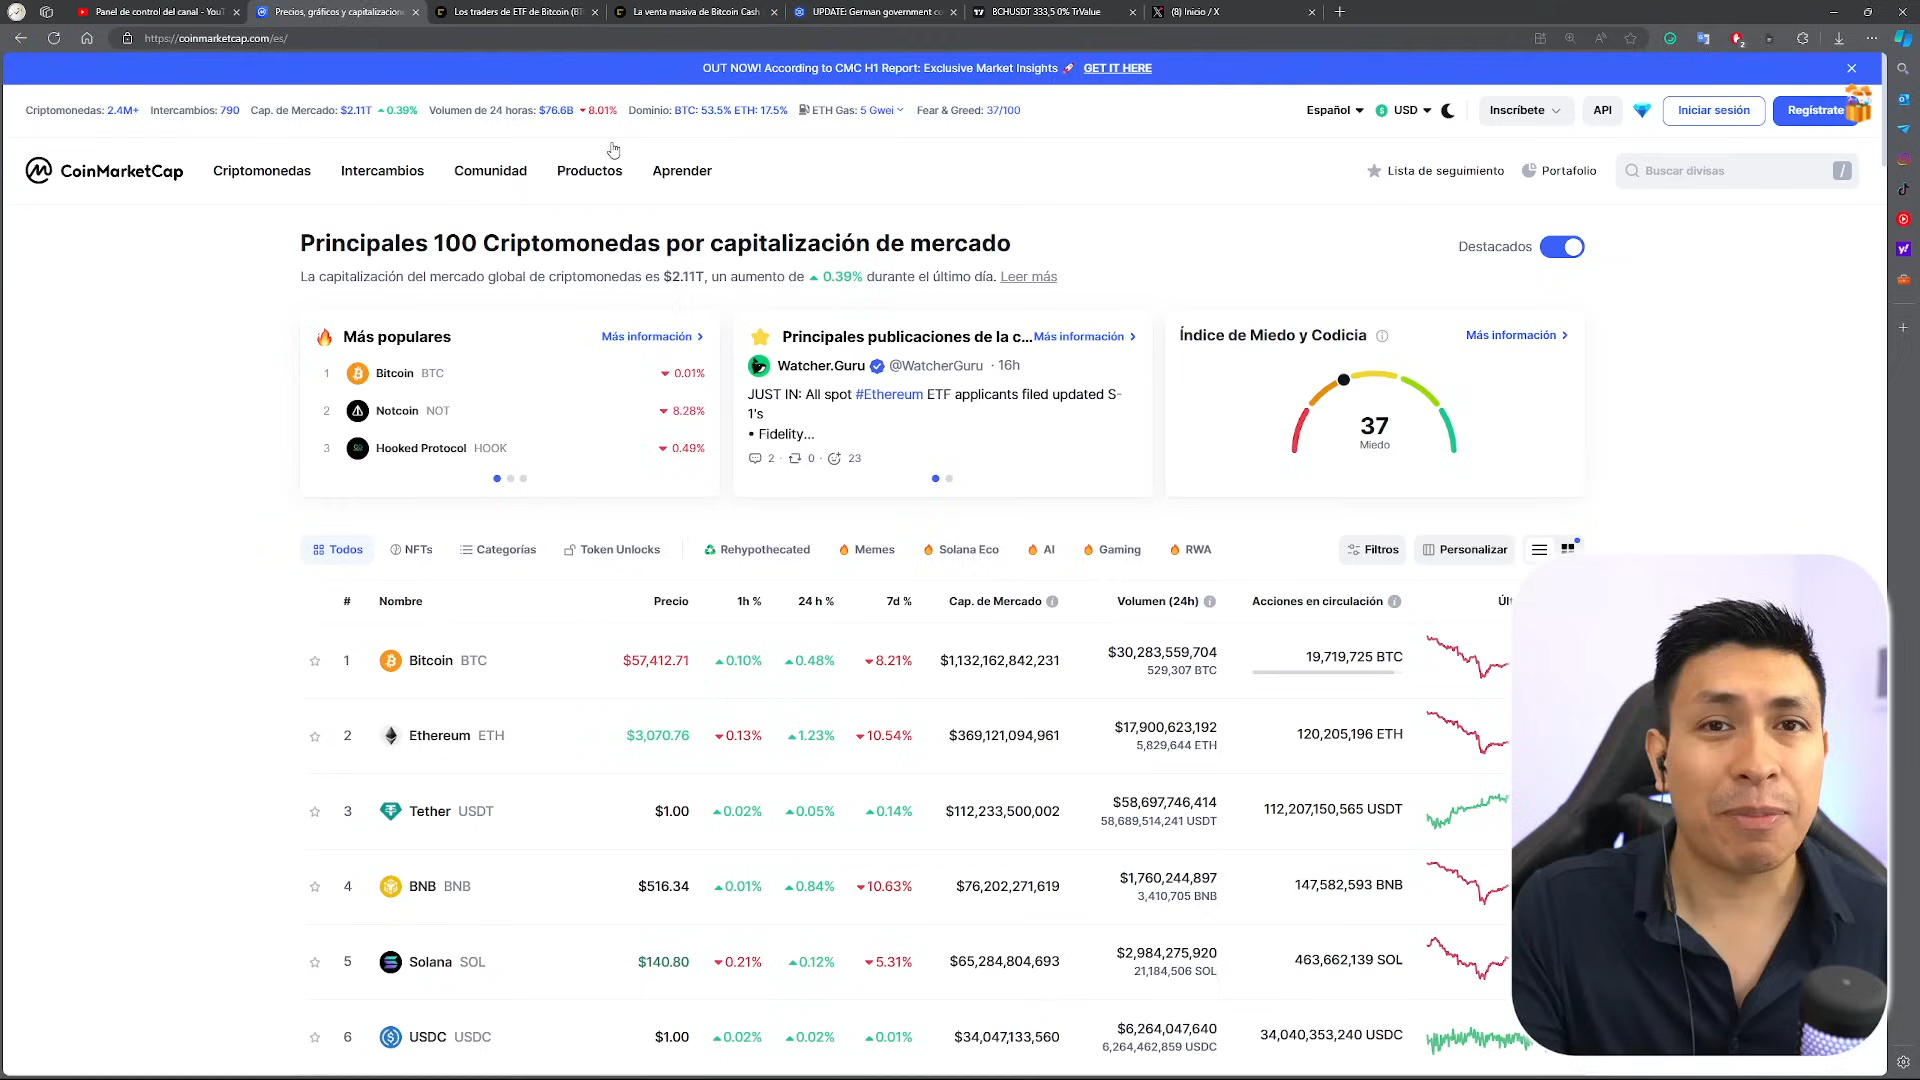 Panel de control del canal - YouT
Precios, gráficos y capitalizacion
Los traders de ETF de Bitcoin (BT
La venta masiva de Bitcoin Cash
UPDATE: German government co
BCHUSDT 333,5 0% TrValue
(8) Inicio / X
https://coinmarketcap.com/es/
OUT NOW! According to CMC H1 Report: Exclusive Market Insights 🚀 GET IT HERE
Criptomonedas: 2.4M+ Intercambios: 790 Cap. de Mercado: $2.11T 0.39% Volumen de 24 horas: $76.6B 8.01% Dominio: BTC: 53.5% ETH: 17.5% ETH Gas: 5 Gwei Fear & Greed: 37/100
Español USD Inscríbete API Iniciar sesión Regístrate
CoinMarketCap Criptomonedas Intercambios Comunidad Productos Aprender Lista de seguimiento Portafolio Buscar divisas /
Principales 100 Criptomonedas por capitalización de mercado
Destacados
La capitalización del mercado global de criptomonedas es $2.11T, un aumento de 0.39% durante el último día. Leer más
Más populares Más información
1 Bitcoin BTC 0.01%
2 Notcoin NOT 8.28%
3 Hooked Protocol HOOK 0.49%
Principales publicaciones de la c... Más información
Watcher.Guru @WatcherGuru · 16h
JUST IN: All spot #Ethereum ETF applicants filed updated S-
1's
• Fidelity...
2 · 0 · 23
Índice de Miedo y Codicia Más información
37
Miedo
Todos NFTs Categorías Token Unlocks Rehypothecated Memes Solana Eco AI Gaming RWA Filtros Personalizar
# Nombre Precio 1h % 24 h % 7d % Cap. de Mercado Volumen (24h) Acciones en circulación Últ
1 Bitcoin BTC $57,412.71 0.10% 0.48% 8.21% $1,132,162,842,231 $30,283,559,704 19,719,725 BTC
529,307 BTC
2 Ethereum ETH $3,070.76 0.13% 1.23% 10.54% $369,121,094,961 $17,900,623,192 120,205,196 ETH
5,829,644 ETH
3 Tether USDT $1.00 0.02% 0.05% 0.14% $112,233,500,002 $58,697,746,414 112,207,150,565 USDT
58,689,514,241 USDT
4 BNB BNB $516.34 0.01% 0.84% 10.63% $76,202,271,619 $1,760,244,897 147,582,593 BNB
3,410,705 BNB
5 Solana SOL $140.80 0.21% 0.12% 5.31% $65,284,804,693 $2,984,275,920 463,662,139 SOL
21,184,506 SOL
6 USDC USDC $1.00 0.02% 0.02% 0.01% $34,047,133,560 $6,264,047,640 34,040,353,240 USDC
6,264,462,859 USDC